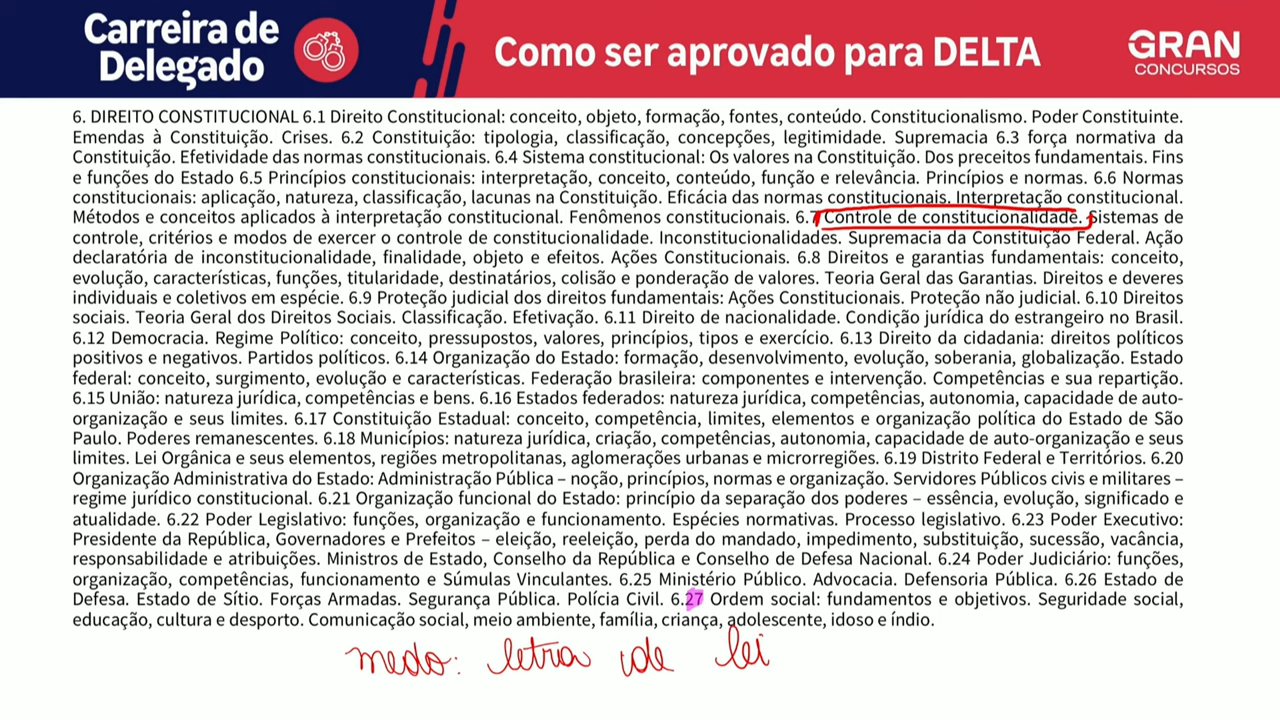 Carreira de
Delegado
Como ser aprovado para DELTA
GRAN
CONCURSOS
6. DIREITO CONSTITUCIONAL 6.1 Direito Constitucional: conceito, objeto, formação, fontes, conteúdo. Constitucionalismo. Poder Constituinte.
Emendas à Constituição. Crises. 6.2 Constituição: tipologia, classificação, concepções, legitimidade. Supremacia 6.3 força normativa da
Constituição. Efetividade das normas constitucionais. 6.4 Sistema constitucional: Os valores na Constituição. Dos preceitos fundamentais. Fins
e funções do Estado 6.5 Princípios constitucionais: interpretação, conceito, conteúdo, função e relevância. Princípios e normas. 6.6 Normas
constitucionais: aplicação, natureza, classificação, lacunas na Constituição. Eficácia das normas constitucionais. Interpretação constitucional.
Métodos e conceitos aplicados à interpretação constitucional. Fenômenos constitucionais. 6.7 Controle de constitucionalidade. Sistemas de
controle, critérios e modos de exercer o controle de constitucionalidade. Inconstitucionalidades. Supremacia da Constituição Federal. Ação
declaratória de inconstitucionalidade, finalidade, objeto e efeitos. Ações Constitucionais. 6.8 Direitos e garantias fundamentais: conceito,
evolução, características, funções, titularidade, destinatários, colisão e ponderação de valores. Teoria Geral das Garantias. Direitos e deveres
individuais e coletivos em espécie. 6.9 Proteção judicial dos direitos fundamentais: Ações Constitucionais. Proteção não judicial. 6.10 Direitos
sociais. Teoria Geral dos Direitos Sociais. Classificação. Efetivação. 6.11 Direito de nacionalidade. Condição jurídica do estrangeiro no Brasil.
6.12 Democracia. Regime Político: conceito, pressupostos, valores, princípios, tipos e exercício. 6.13 Direito da cidadania: direitos políticos
positivos e negativos. Partidos políticos. 6.14 Organização do Estado: formação, desenvolvimento, evolução, soberania, globalização. Estado
federal: conceito, surgimento, evolução e características. Federação brasileira: componentes e intervenção. Competências e sua repartição.
6.15 União: natureza jurídica, competências e bens. 6.16 Estados federados: natureza jurídica, competências, autonomia, capacidade de auto-
organização e seus limites. 6.17 Constituição Estadual: conceito, competência, limites, elementos e organização política do Estado de São
Paulo. Poderes remanescentes. 6.18 Municípios: natureza jurídica, criação, competências, autonomia, capacidade de auto-organização e seus
limites. Lei Orgânica e seus elementos, regiões metropolitanas, aglomerações urbanas e microrregiões. 6.19 Distrito Federal e Territórios. 6.20
Organização Administrativa do Estado: Administração Pública – noção, princípios, normas e organização. Servidores Públicos civis e militares –
regime jurídico constitucional. 6.21 Organização funcional do Estado: princípio da separação dos poderes – essência, evolução, significado e
atualidade. 6.22 Poder Legislativo: funções, organização e funcionamento. Espécies normativas. Processo legislativo. 6.23 Poder Executivo:
Presidente da República, Governadores e Prefeitos – eleição, reeleição, perda do mandado, impedimento, substituição, sucessão, vacância,
responsabilidade e atribuições. Ministros de Estado, Conselho da República e Conselho de Defesa Nacional. 6.24 Poder Judiciário: funções,
organização, competências, funcionamento e Súmulas Vinculantes. 6.25 Ministério Público. Advocacia. Defensoria Pública. 6.26 Estado de
Defesa. Estado de Sítio. Forças Armadas. Segurança Pública. Polícia Civil. 6.27 Ordem social: fundamentos e objetivos. Seguridade social,
educação, cultura e desporto. Comunicação social, meio ambiente, família, criança, adolescente, idoso e índio.
medo: letra de lei